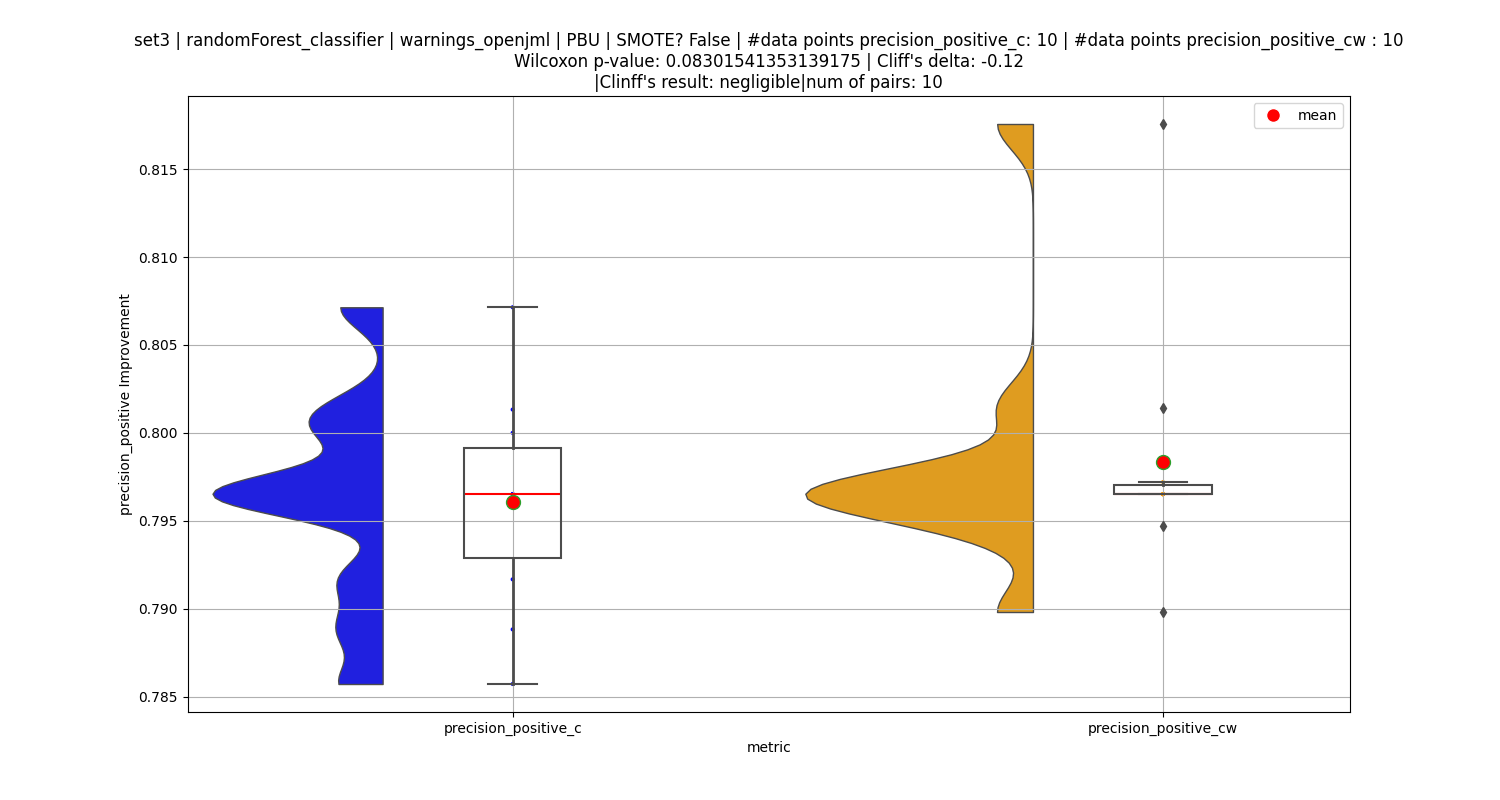 set3 | randomForest_classifier | warnings_openjml | PBU | SMOTE? False | #data points precision_positive_c: 10 | #data points precision_positive_cw : 10
Wilcoxon p-value: 0.08301541353139175 | Cliff's delta: -0.12
|Clinff's result: negligible|num of pairs: 10
mean
0.815
0.810
0.805
0.800
0.795
0.790
0.785
precision_positive Improvement
precision_positive_c
precision_positive_cw
metric